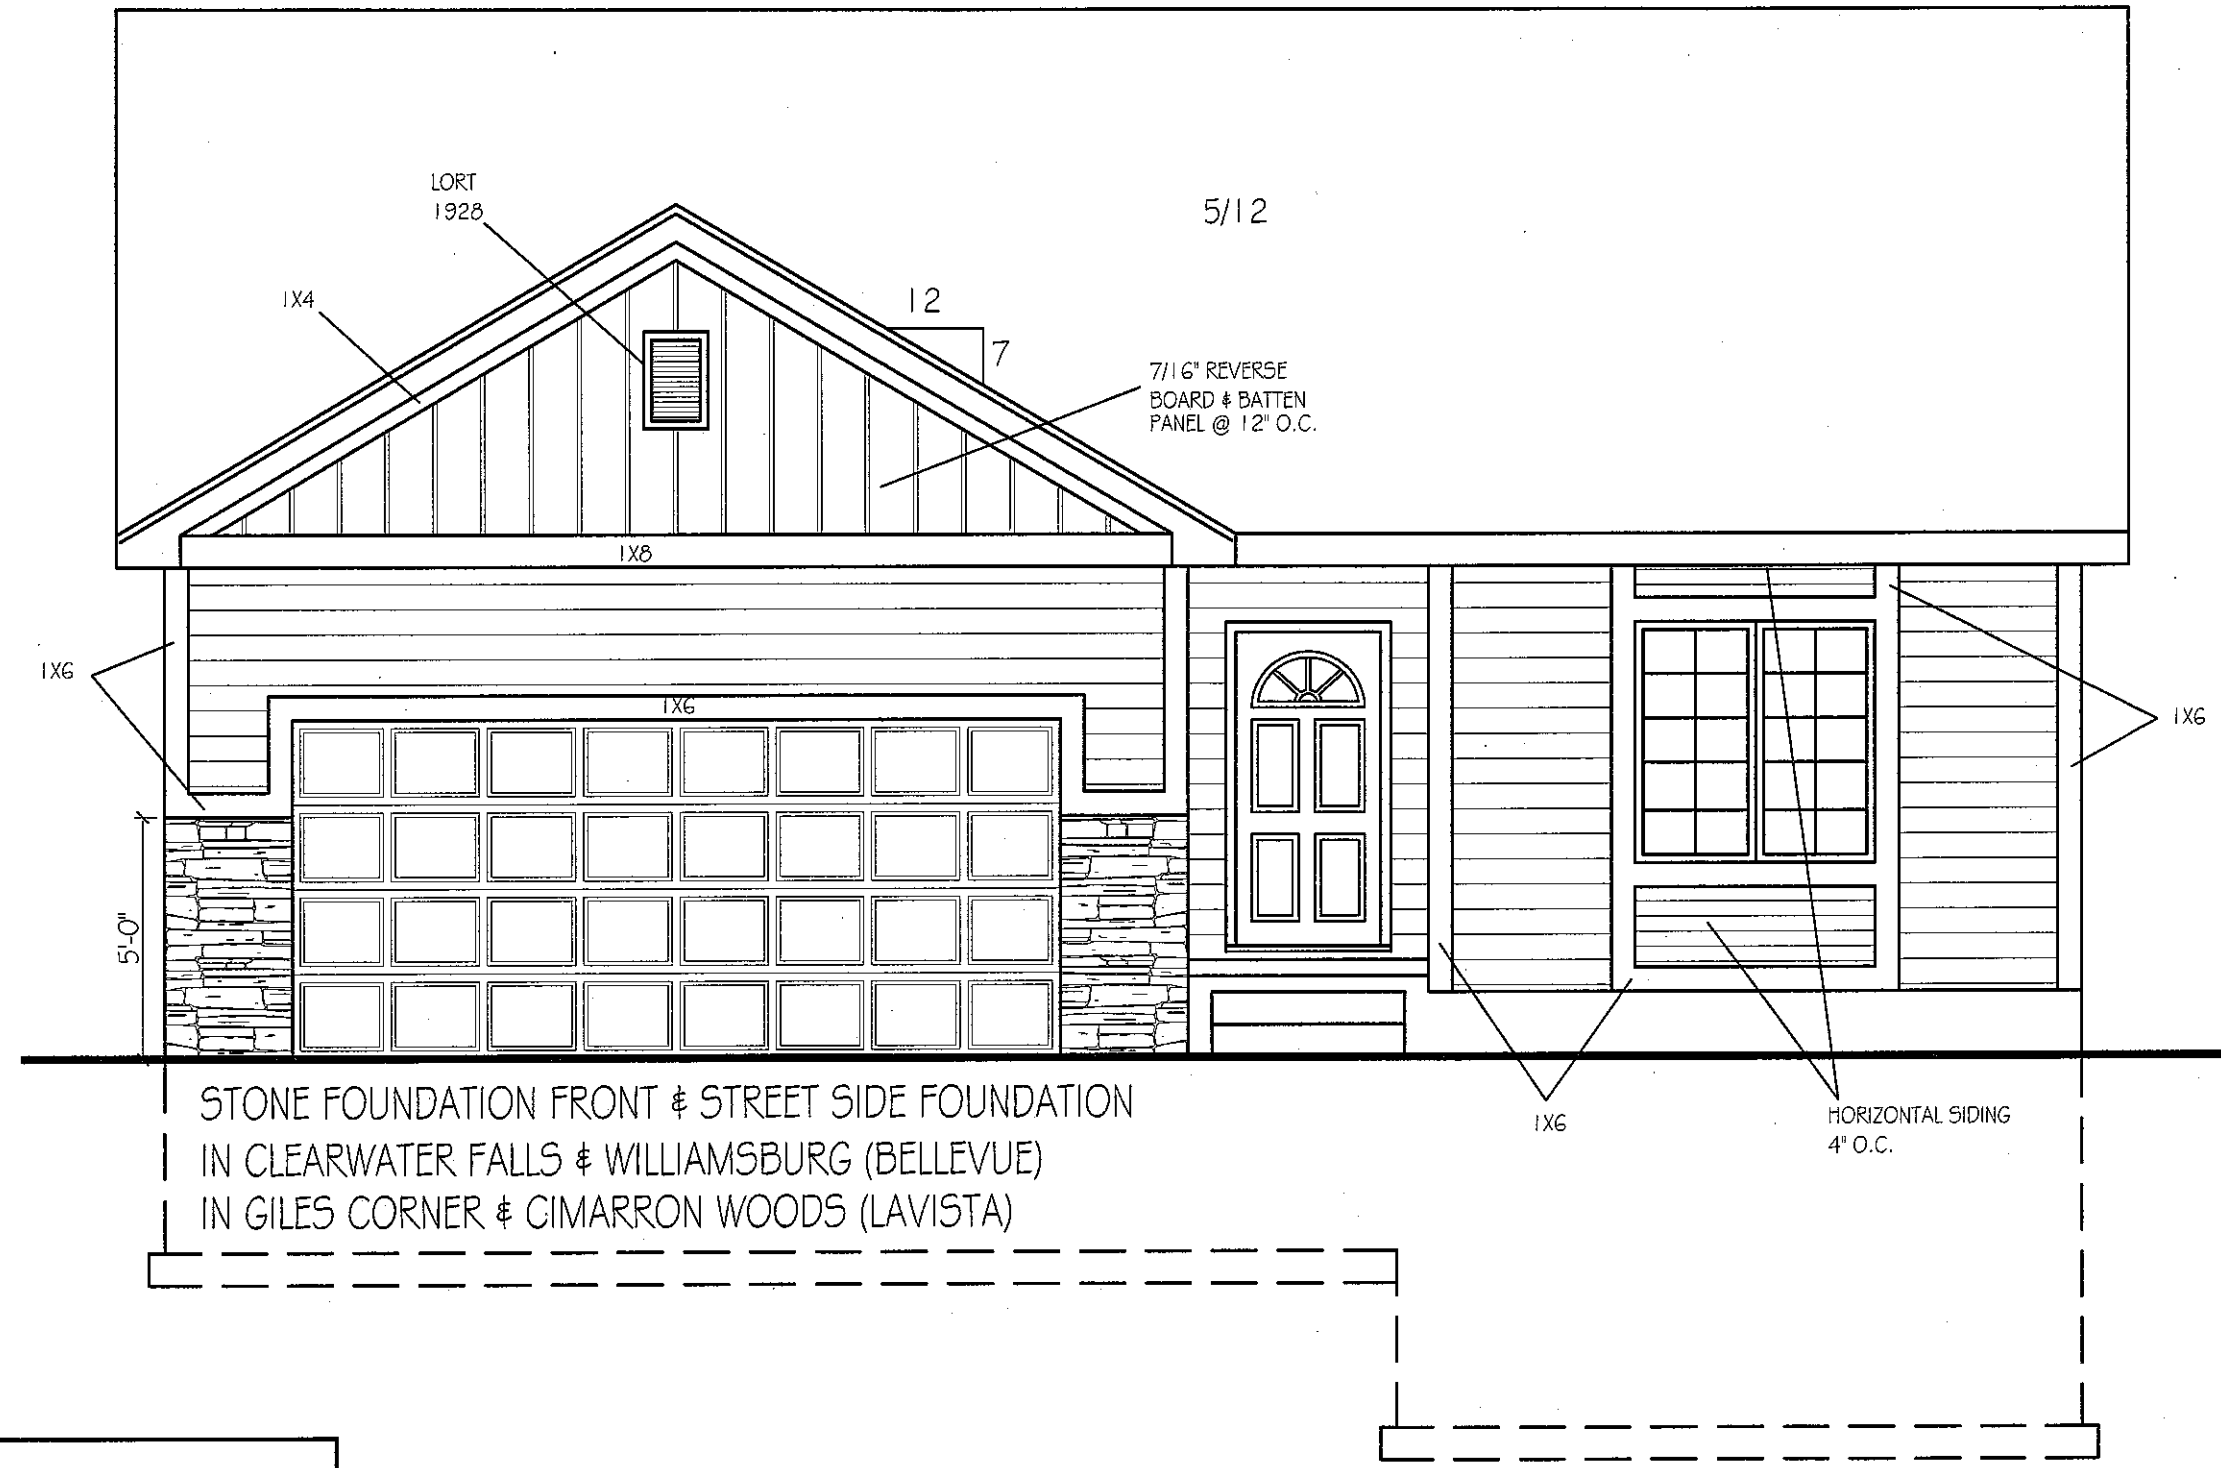 LORT
1928
5/12
1X4
12
7
7/16" REVERSE
BOARD & BATTEN
PANEL @ 12" O.C.
1X8
1X6
1X6
1X6
5'-0"
STONE FOUNDATION FRONT & STREET SIDE FOUNDATION
IN CLEARWATER FALLS & WILLIAMSBURG (BELLEVUE)
IN GILES CORNER & CIMARRON WOODS (LAVISTA)
1X6
HORIZONTAL SIDING
4" O.C.